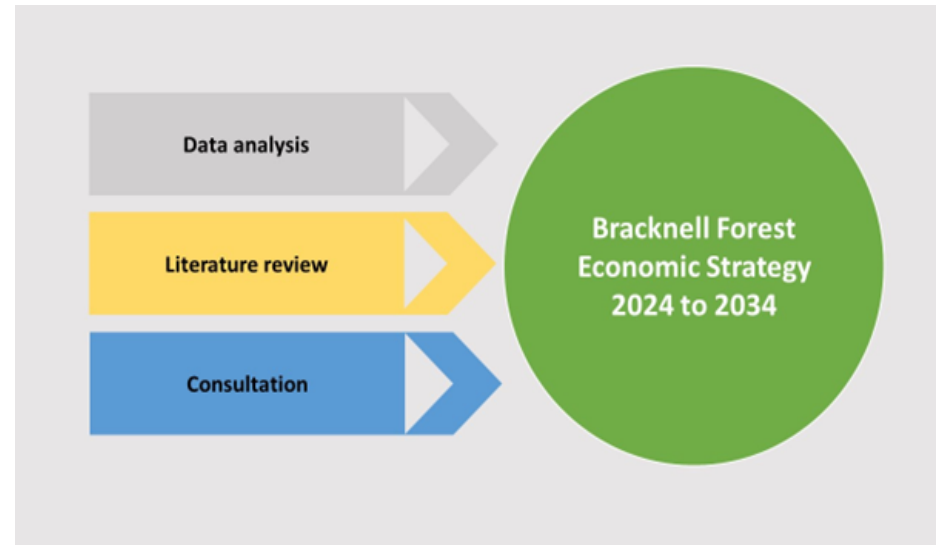 Data analysis
Literature review
Consultation
Bracknell Forest
Economic Strategy
2024 to 2034